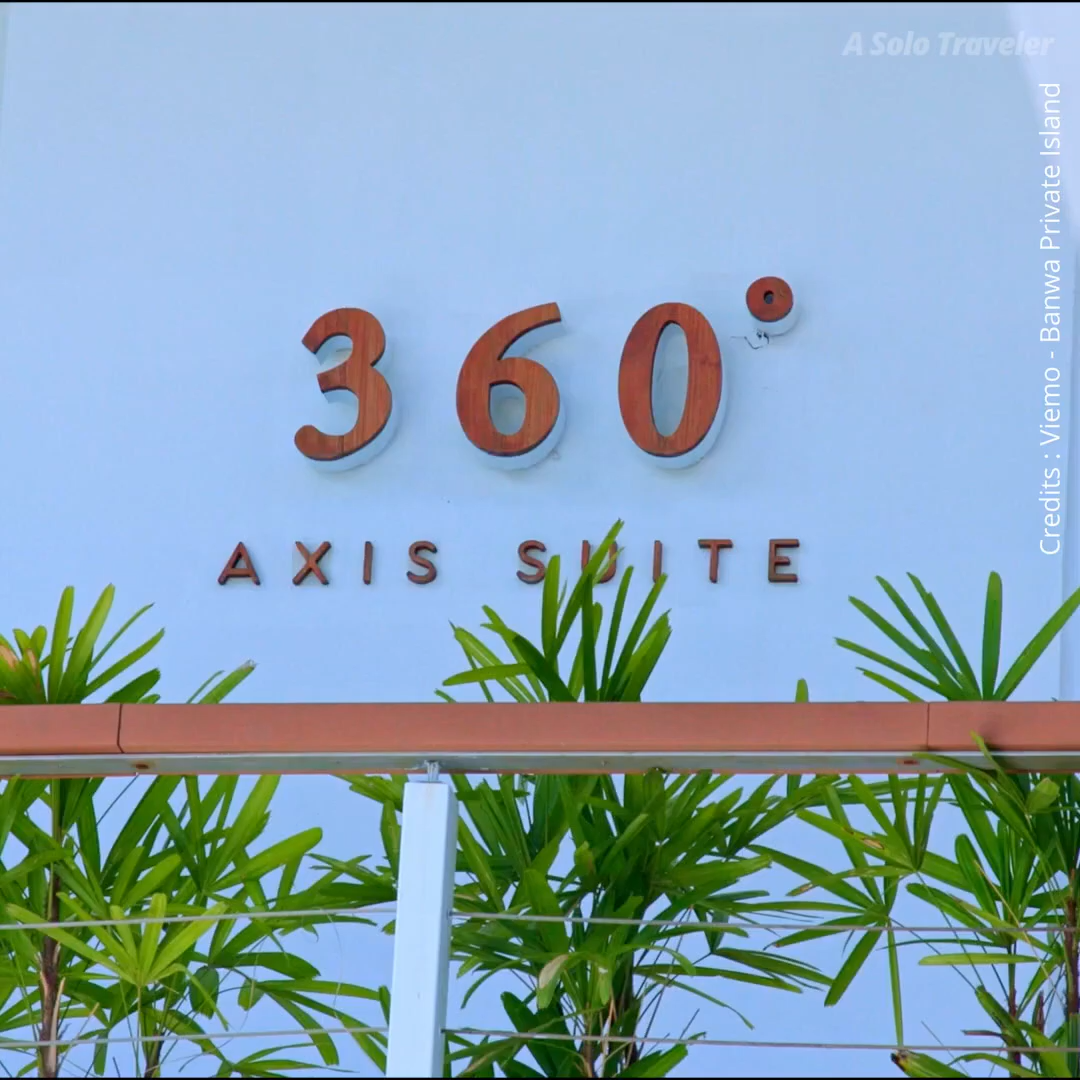 A Solo Traveler
Credits : Viemo - Banwa Private Island
360°
AXIS SUITE